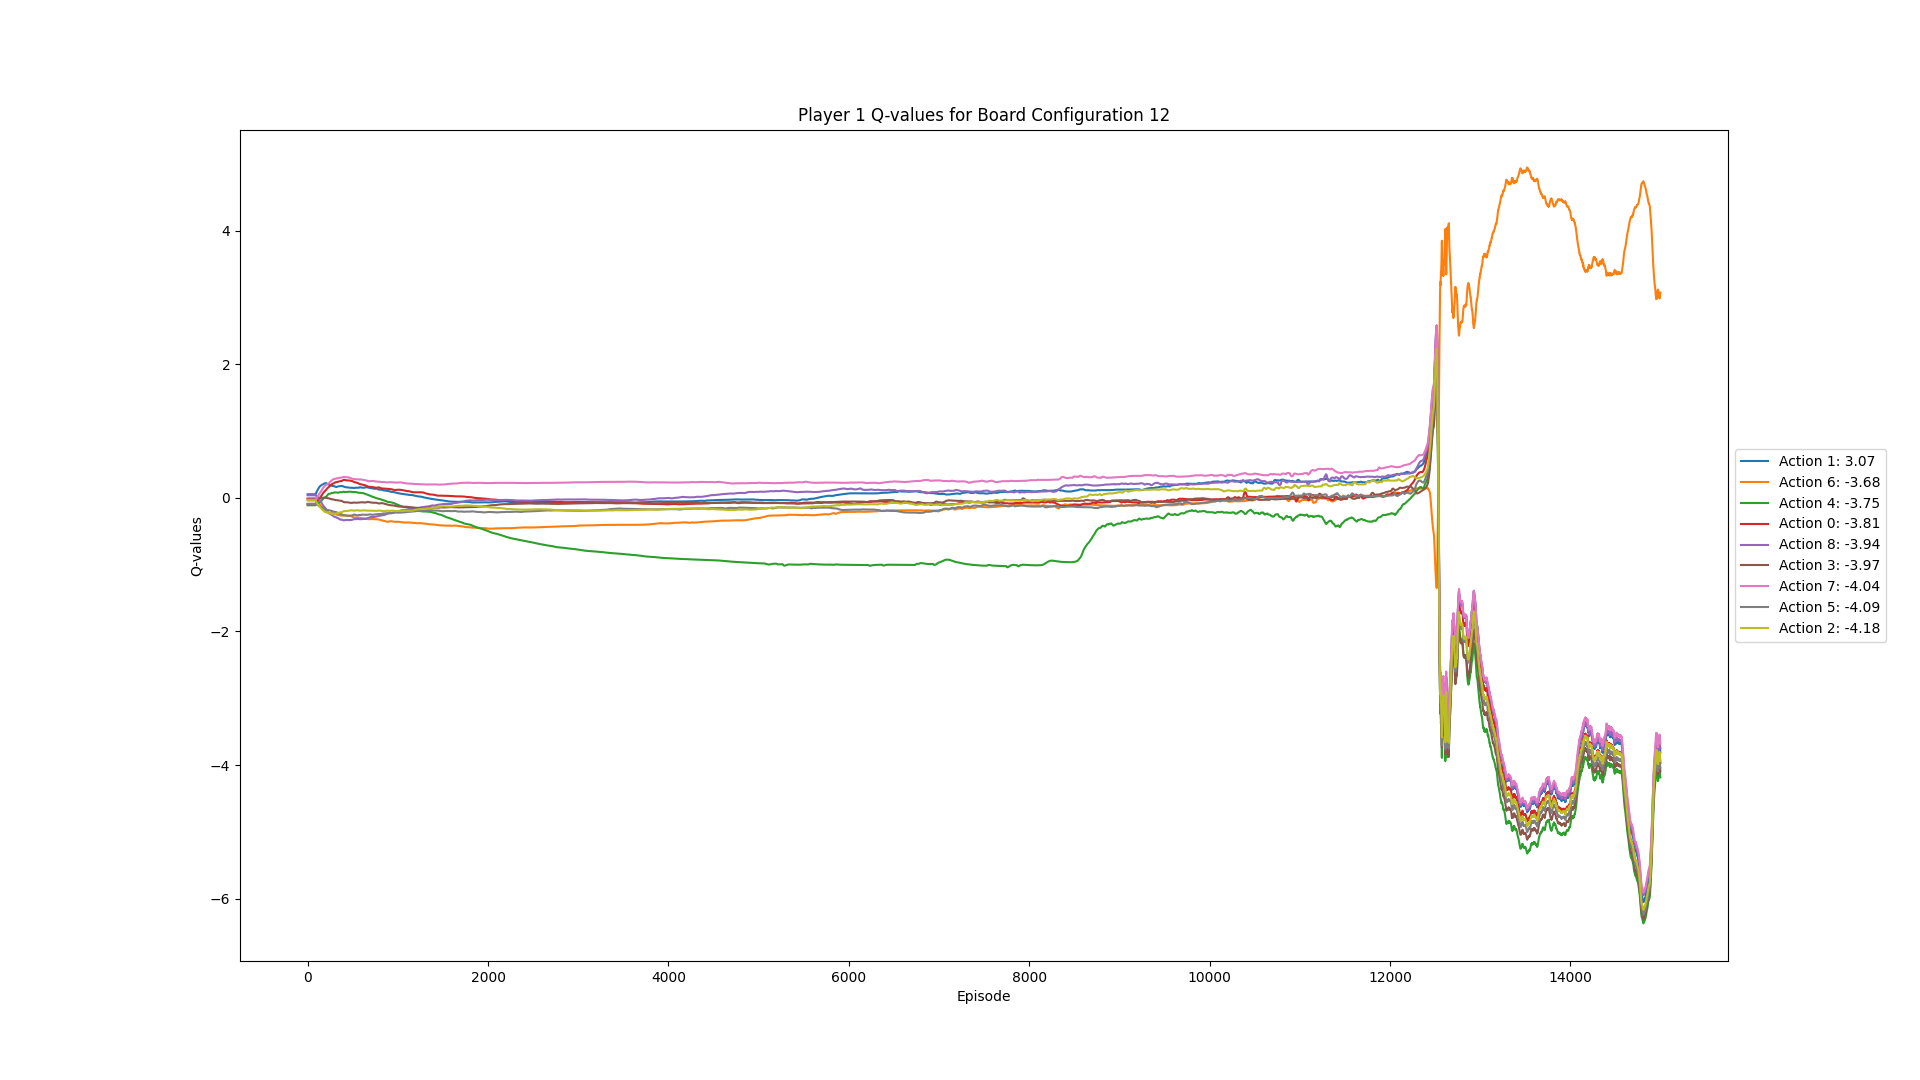 Player 1 Q-values for Board Configuration 12
4
2
0
−2
−4
−6
Q-values
0 2000 4000 6000 8000 10000 12000 14000
Episode
Action 1: 3.07
Action 6: -3.68
Action 4: -3.75
Action 0: -3.81
Action 8: -3.94
Action 3: -3.97
Action 7: -4.04
Action 5: -4.09
Action 2: -4.18